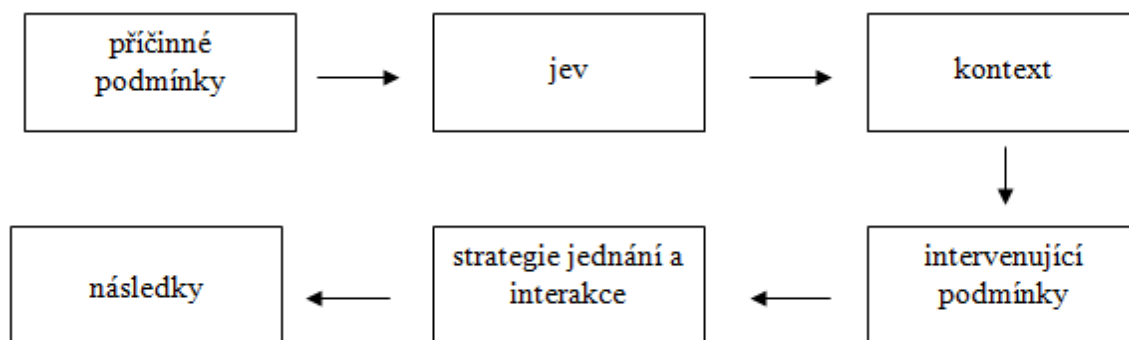 příčinné
podmínky
jev
kontext
následky
strategie jednání a
interakce
intervenující
podmínky